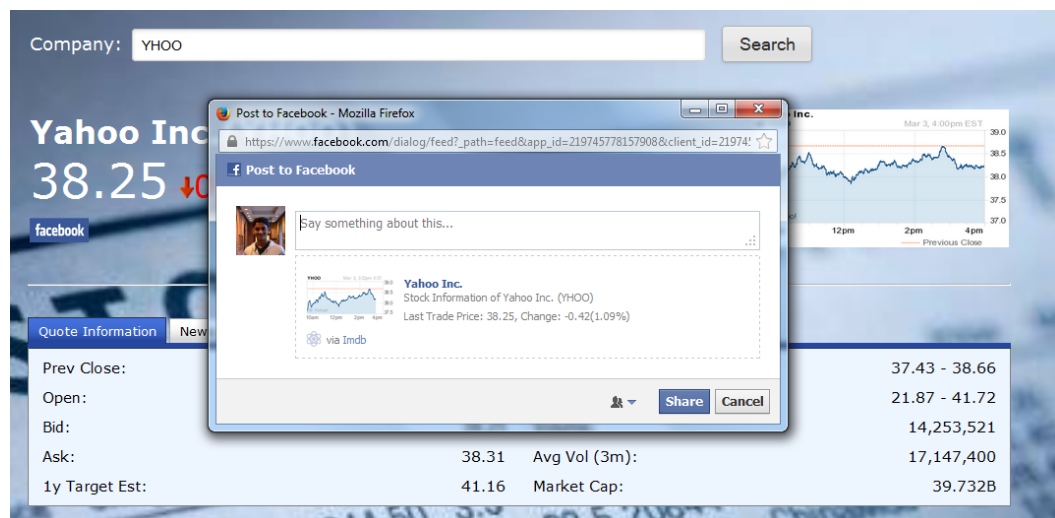 Company: YHOO Search
Post to Facebook - Mozilla Firefox
https://www.facebook.com/dialog/feed?_path=feed&app_id=219745778157908&client_id=21974
Yahoo Inc
38.25
facebook
f Post to Facebook
Say something about this...
YHOO
Yahoo Inc.
Stock Information of Yahoo Inc. (YHOO)
Last Trade Price: 38.25, Change: -0.42(1.09%)
via Imdb
Share Cancel
Inc.
Mar 3, 4:00pm EST
39.0
38.5
38.0
37.5
37.0
12pm 2pm 4pm
Previous Close
Quote Information New
Prev Close: 37.43 - 38.66
Open: 21.87 - 41.72
Bid: 14,253,521
Ask: 38.31 Avg Vol (3m): 17,147,400
1y Target Est: 41.16 Market Cap: 39.732B